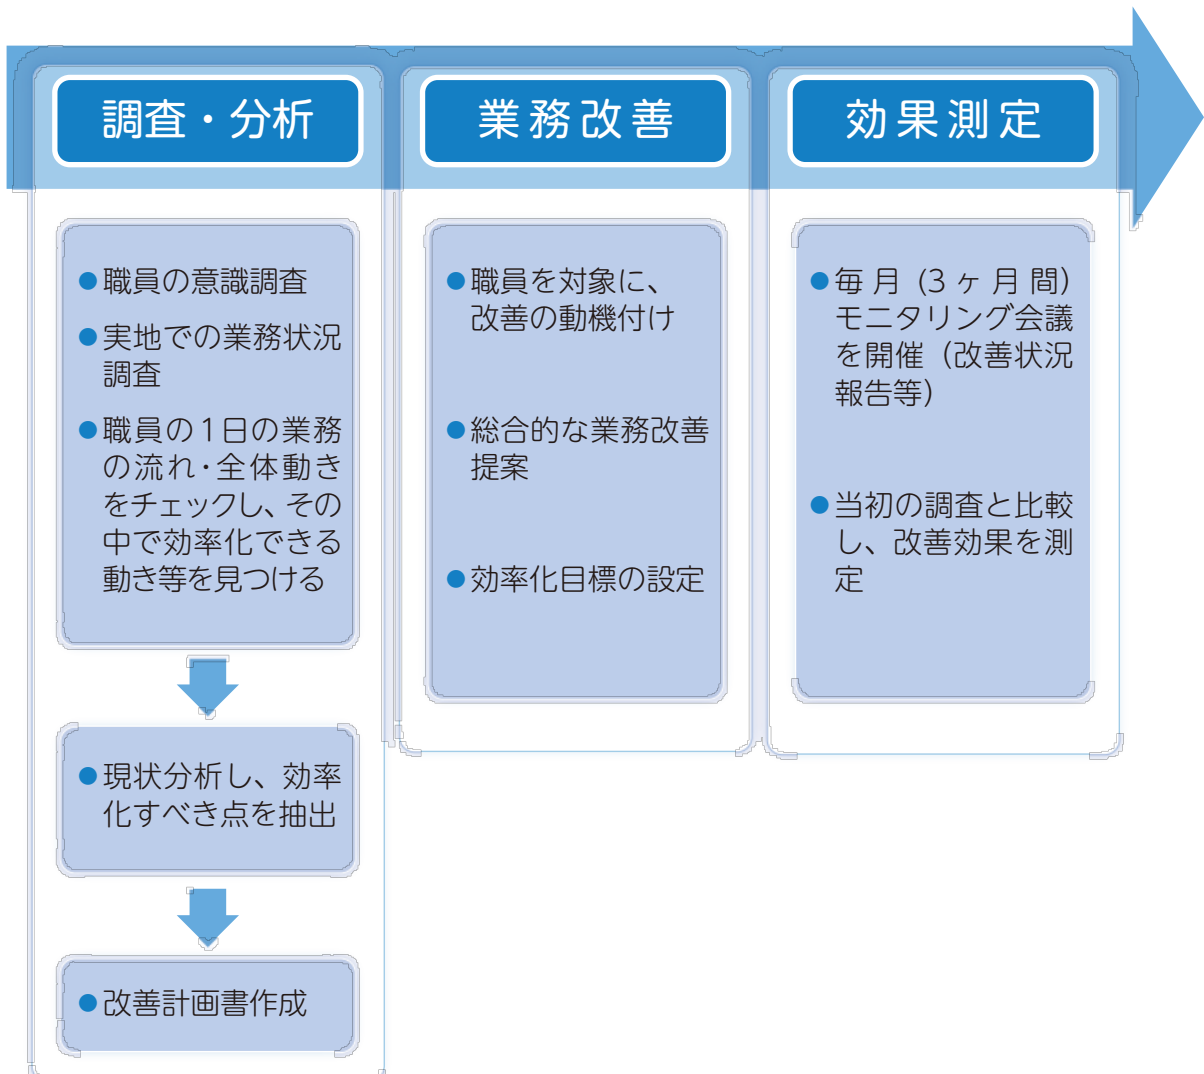 調査・分析
●職員の意識調査
●実地での業務状況
調査
●職員の1日の業務
の流れ・全体動き
をチェックし、その
中で効率化できる
動き等を見つける
●現状分析し、効率
化すべき点を抽出
●改善計画書作成
業務改善
●職員を対象に、
改善の動機付け
●総合的な業務改善
提案
●効率化目標の設定
効果測定
●毎月(3ヶ月間)
モニタリング会議
を開催（改善状況
報告等）
●当初の調査と比較
し、改善効果を測
定